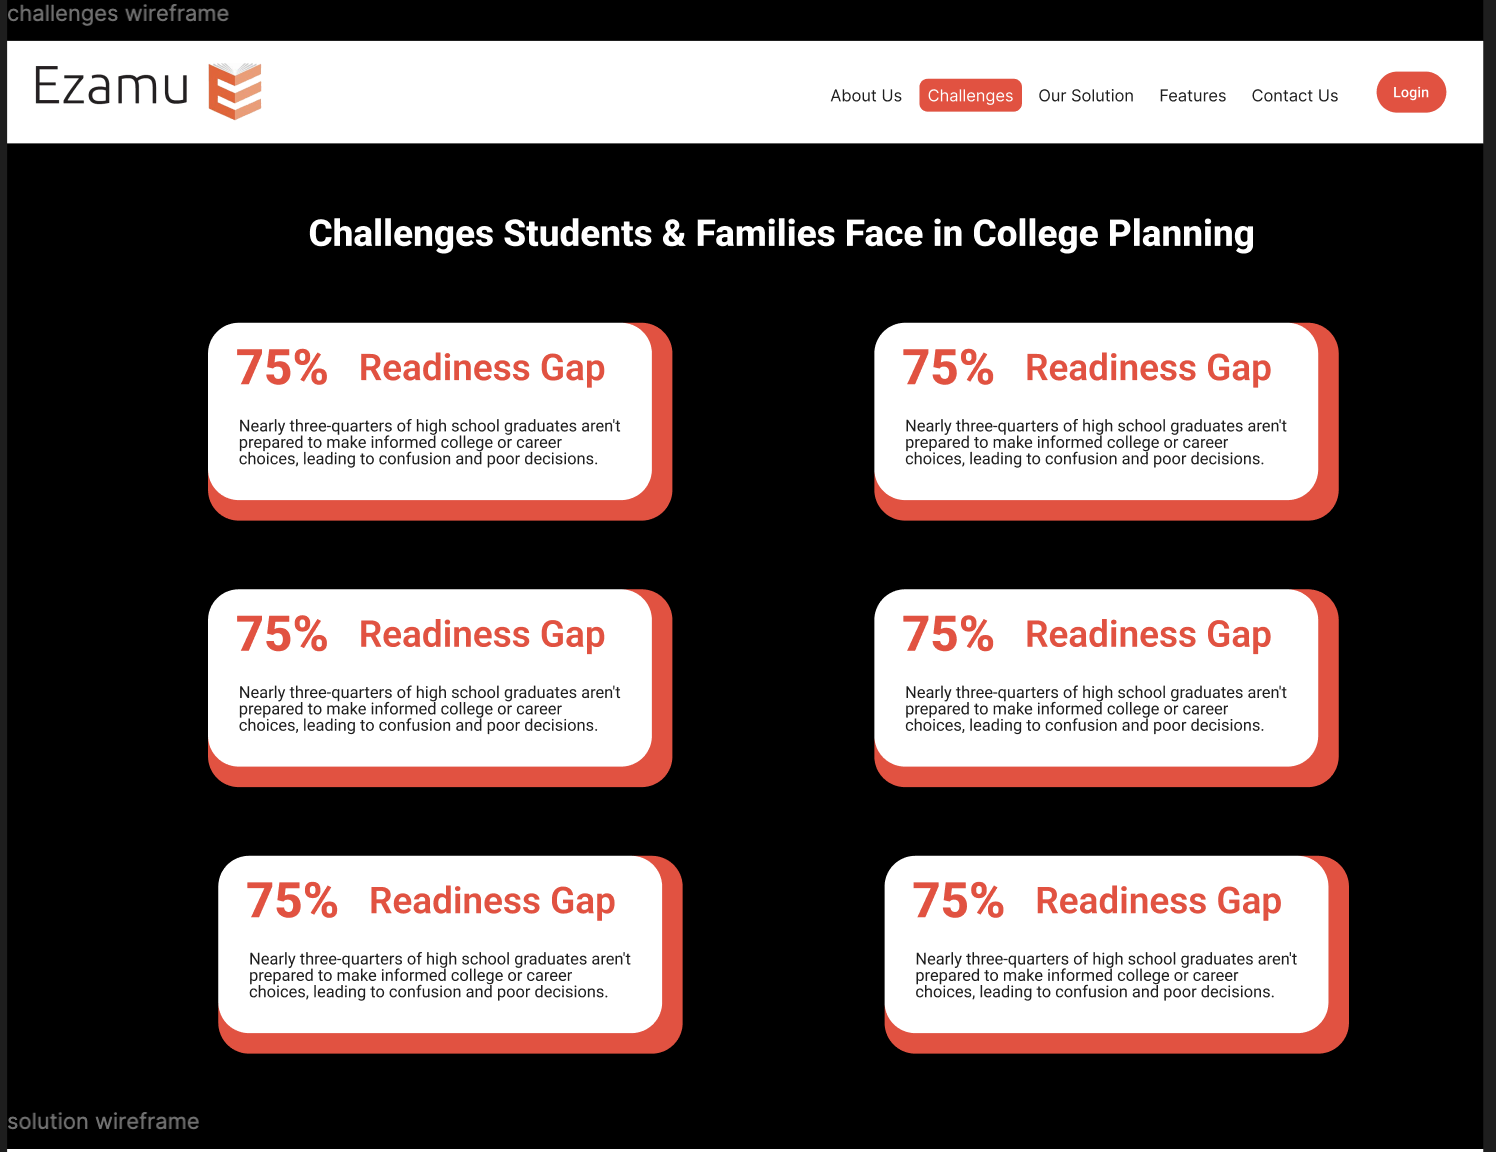 challenges wireframe
Ezamu
About Us Challenges Our Solution Features Contact Us Login
Challenges Students & Families Face in College Planning
75% Readiness Gap
Nearly three-quarters of high school graduates aren't
prepared to make informed college or career
choices, leading to confusion and poor decisions.
75% Readiness Gap
Nearly three-quarters of high school graduates aren't
prepared to make informed college or career
choices, leading to confusion and poor decisions.
75% Readiness Gap
Nearly three-quarters of high school graduates aren't
prepared to make informed college or career
choices, leading to confusion and poor decisions.
75% Readiness Gap
Nearly three-quarters of high school graduates aren't
prepared to make informed college or career
choices, leading to confusion and poor decisions.
75% Readiness Gap
Nearly three-quarters of high school graduates aren't
prepared to make informed college or career
choices, leading to confusion and poor decisions.
75% Readiness Gap
Nearly three-quarters of high school graduates aren't
prepared to make informed college or career
choices, leading to confusion and poor decisions.
solution wireframe